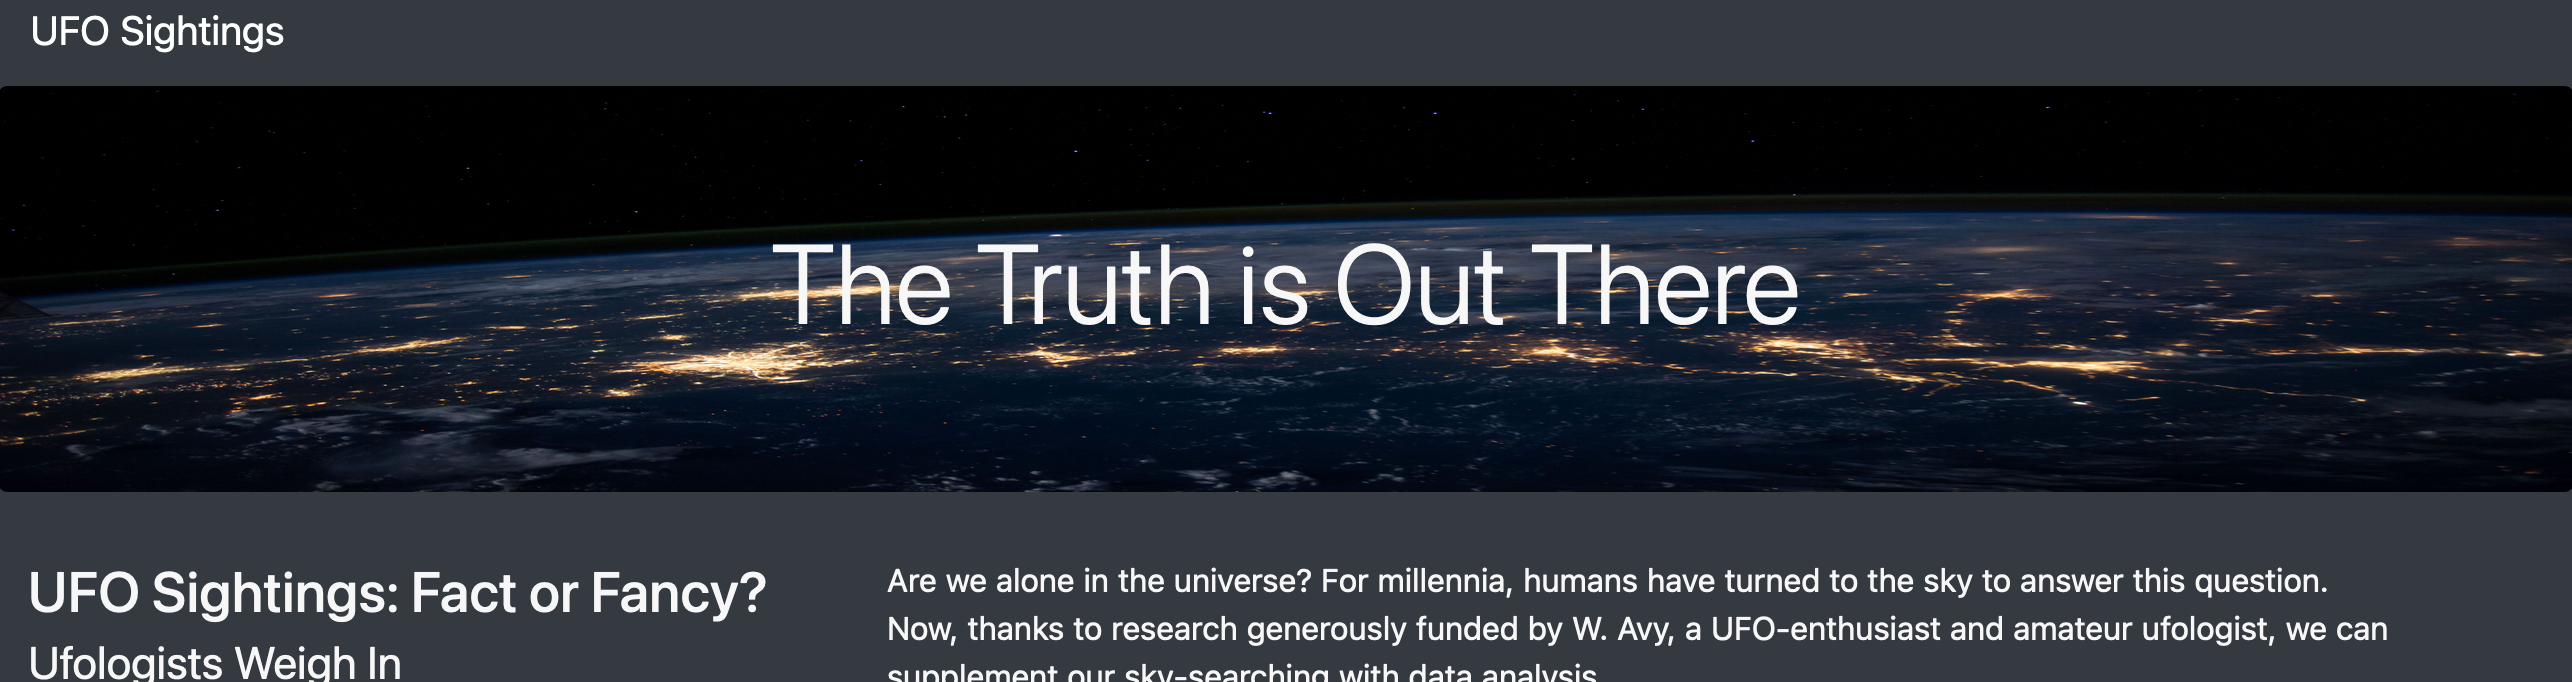 UFO Sightings
The Truth is Out There
UFO Sightings: Fact or Fancy?
Ufologists Weigh In
Are we alone in the universe? For millennia, humans have turned to the sky to answer this question.
Now, thanks to research generously funded by W. Avy, a UFO-enthusiast and amateur ufologist, we can
supplement our sky-searching with data analysis.